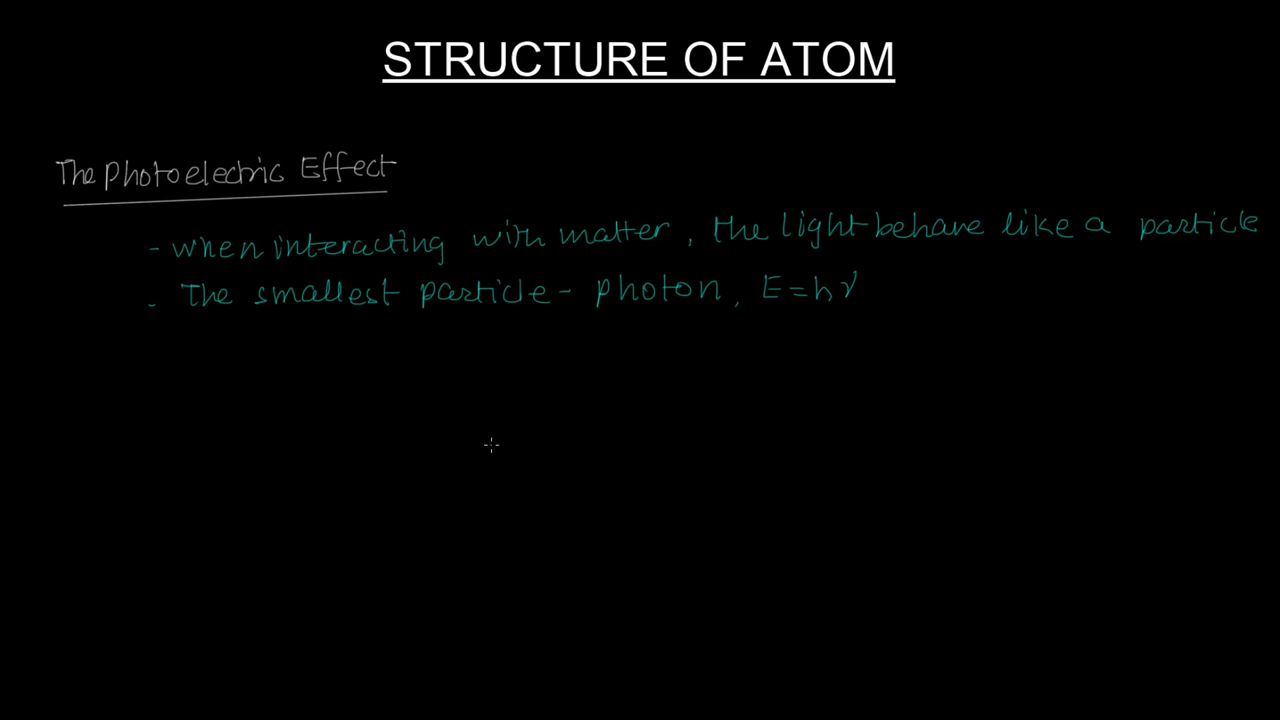 STRUCTURE OF ATOM
The Photoelectric Effect
- when interacting with matter, the light behave like a particle
- The smallest particle - photon, E=hν